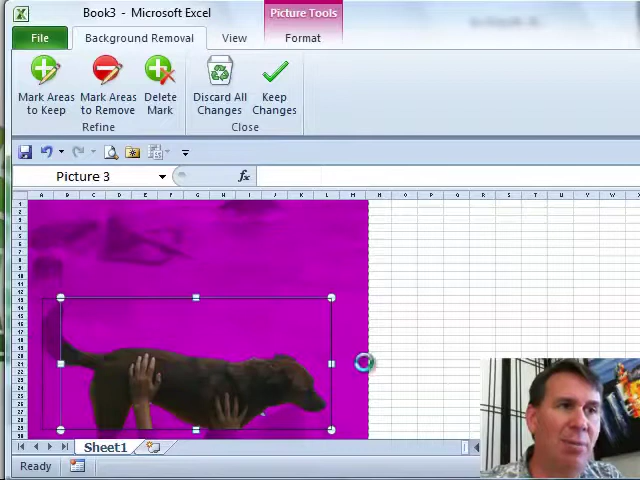 Book3 - Microsoft Excel
Picture Tools
File
Background Removal
View
Format
Mark Areas to Keep
Mark Areas to Remove
Delete Mark
Discard All Changes
Keep Changes
Refine
Close
Picture 3
fx
A B C D E F G H I J K L M H I O P Q R S T U V W X
Sheet1
Ready